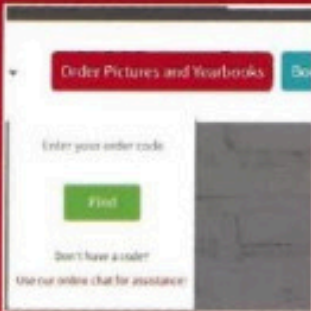 Order Pictures and Yearbooks
Enter your order code
Find
Don't have a code?
Use our online chat for assistance!